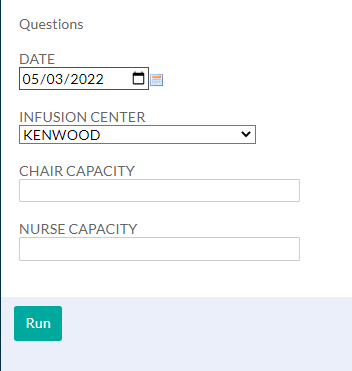 Questions
DATE
05/03/2022
INFUSION CENTER
KENWOOD
CHAIR CAPACITY
NURSE CAPACITY
Run